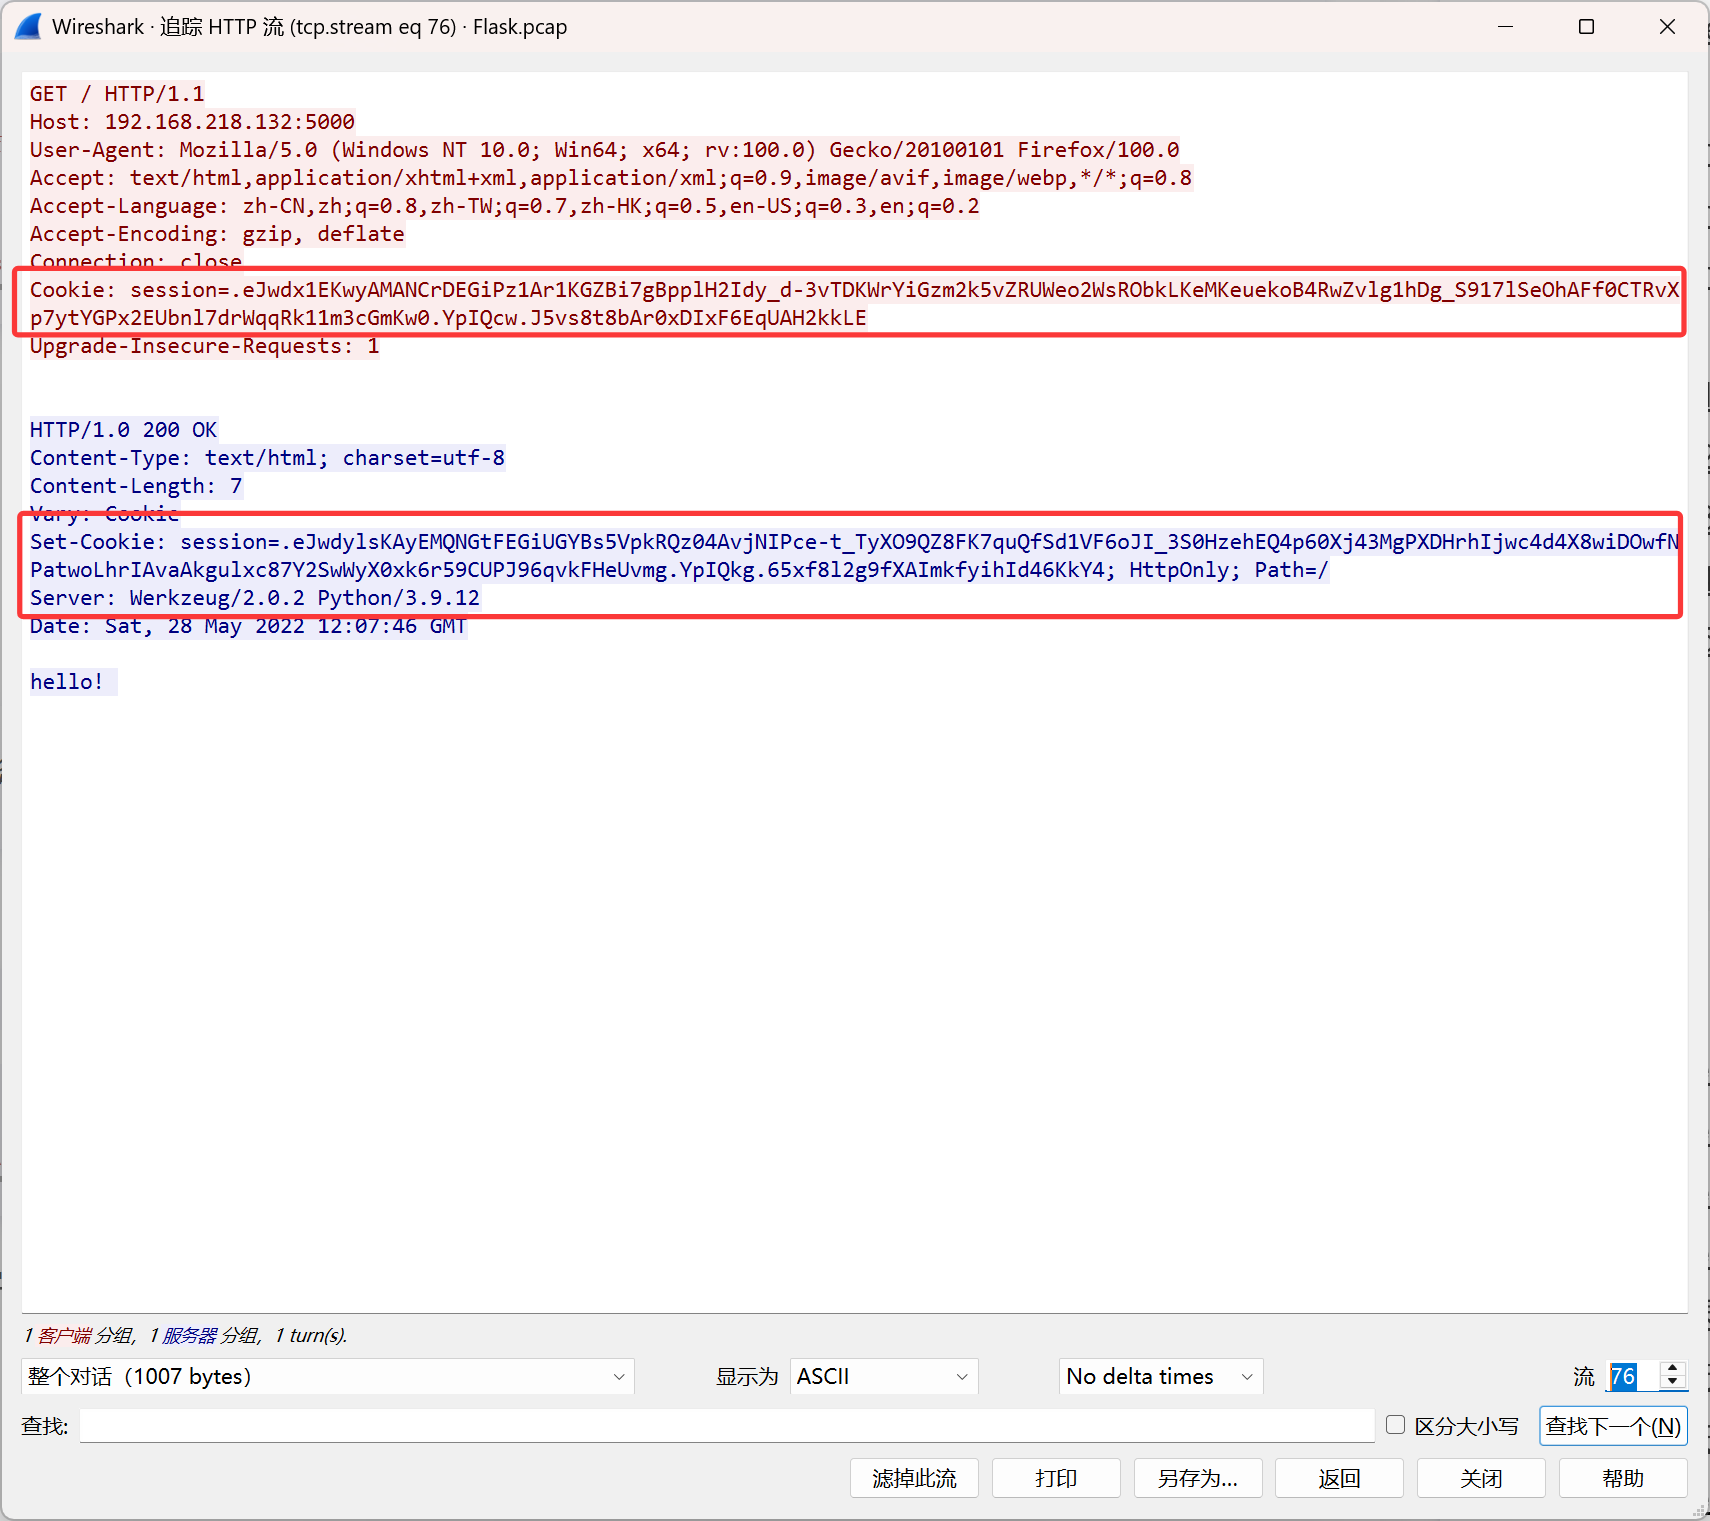 Wireshark · 追踪 HTTP 流 (tcp.stream eq 76) · Flask.pcap
GET / HTTP/1.1
Host: 192.168.218.132:5000
User-Agent: Mozilla/5.0 (Windows NT 10.0; Win64; x64; rv:100.0) Gecko/20100101 Firefox/100.0
Accept: text/html,application/xhtml+xml,application/xml;q=0.9,image/avif,image/webp,*/*;q=0.8
Accept-Language: zh-CN,zh;q=0.8,zh-TW;q=0.7,zh-HK;q=0.5,en-US;q=0.3,en;q=0.2
Accept-Encoding: gzip, deflate
Connection: close
Cookie: session=.eJwdx1EKwyAMANCrDEGiPz1Ar1KGZBi7gBpplH2Idy_d-3vTDKWrYiGzm2k5vZRUWeo2WsRObkLKeMKeuekoB4RwZvlg1hDg_S917lSeOhAFf0CTRvX
p7ytYGPx2EUbnl7drWqqRk11m3cGmKw0.YpIQcw.J5vs8t8bAr0xDIxF6EqUAH2kkLE
Upgrade-Insecure-Requests: 1
HTTP/1.0 200 OK
Content-Type: text/html; charset=utf-8
Content-Length: 7
Vary: Cookie
Set-Cookie: session=.eJwdylsKAyEMQNGtFEGiUGYBs5VpkRQz04AvjNIPce-t_TyXO9QZ8FK7quQfSd1VF6oJI_3S0HzehEQ4p60Xj43MgPXDHrhIjwc4d4X8wiDOwfN
PatwoLhrIAvaAkgulxc87Y2SwWyX0xk6r59CUPJ96qvkFHeUvmg.YpIQkg.65xf8l2g9fXAImkfyihId46KkY4; HttpOnly; Path=/
Server: Werkzeug/2.0.2 Python/3.9.12
Date: Sat, 28 May 2022 12:07:46 GMT
hello!
1 客户端 分组, 1 服务器 分组, 1 turn(s).
整个对话 (1007 bytes) 显示为 ASCII No delta times 流 76
查找: 区分大小写 查找下一个(N)
滤掉此流 打印 另存为... 返回 关闭 帮助